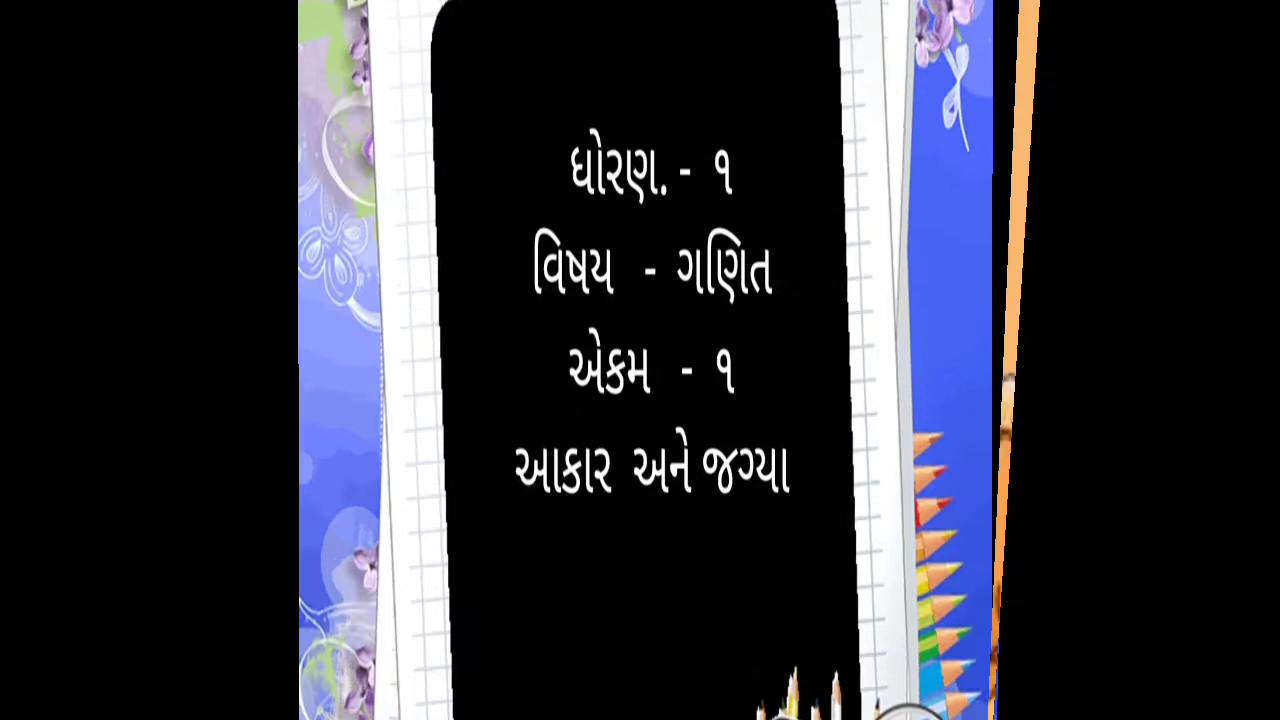 ધોરણ. - ૧
વિષય - ગણિત
એકમ - ૧
આકાર અને જગ્યા